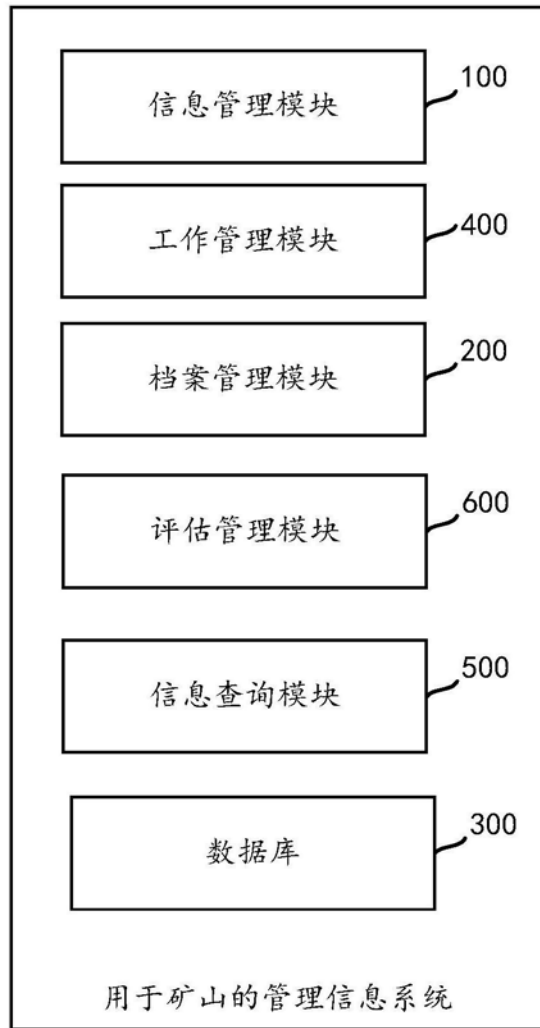 信息管理模块
100
工作管理模块
400
档案管理模块
200
评估管理模块
600
信息查询模块
500
数据库
300
用于矿山的管理信息系统